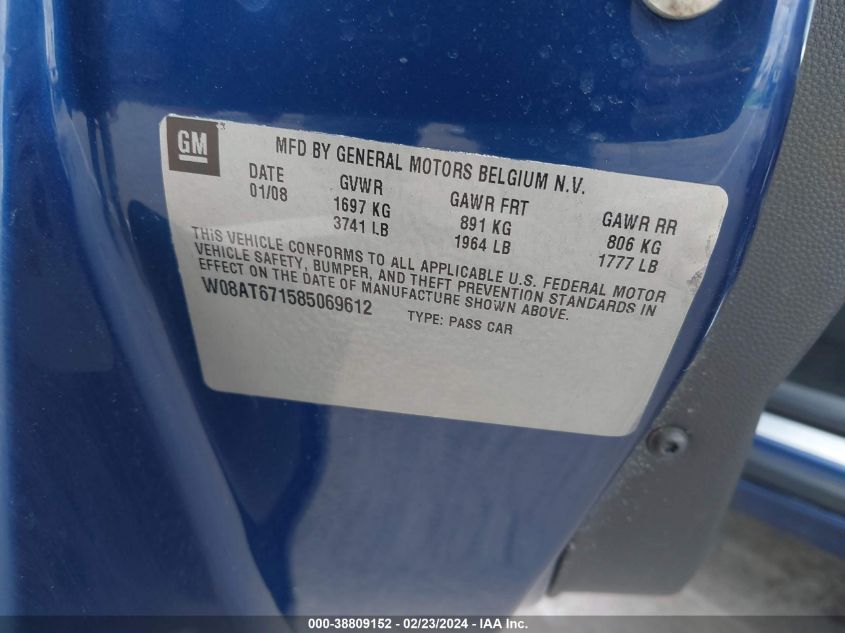 GM
MFD BY GENERAL MOTORS BELGIUM N.V.
DATE GVWR GAWR FRT GAWR RR
01/08 1697 KG 891 KG 806 KG
3741 LB 1964 LB 1777 LB
THIS VEHICLE CONFORMS TO ALL APPLICABLE U.S. FEDERAL MOTOR
VEHICLE SAFETY, BUMPER, AND THEFT PREVENTION STANDARDS IN
EFFECT ON THE DATE OF MANUFACTURE SHOWN ABOVE.
W08AT671585069612 TYPE: PASS CAR
000-38809152 - 02/23/2024 - IAA Inc.